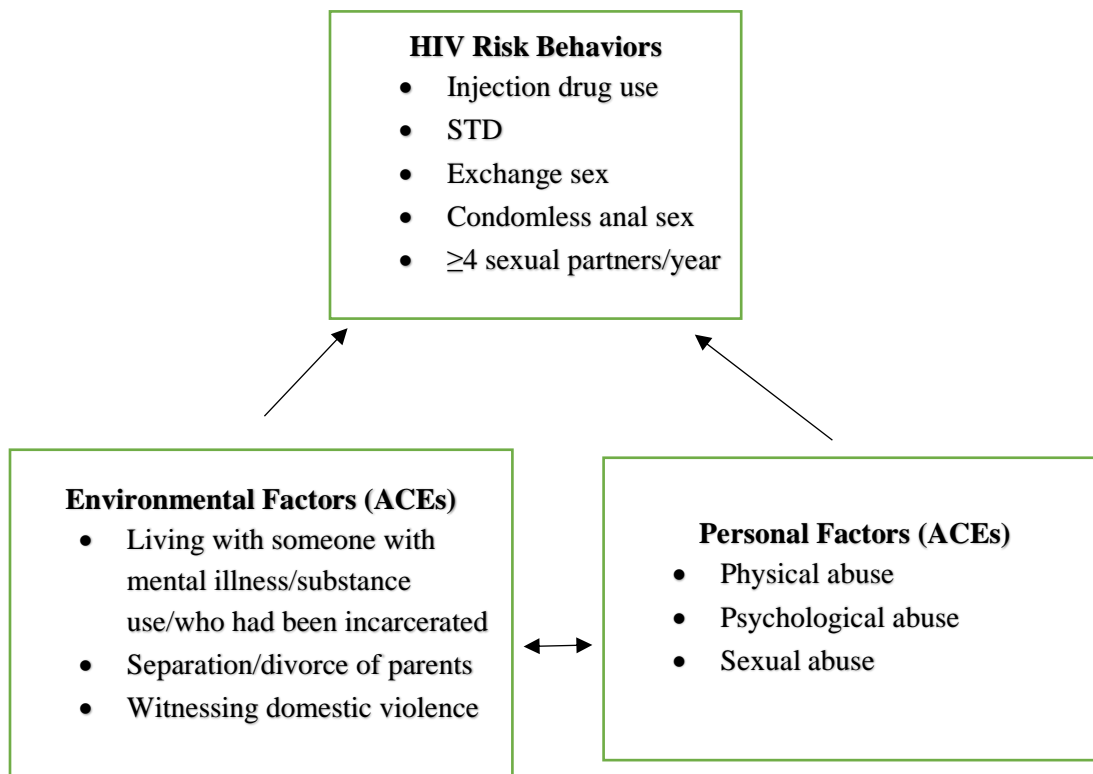 HIV Risk Behaviors
• Injection drug use
• STD
• Exchange sex
• Condomless anal sex
• ≥4 sexual partners/year
Environmental Factors (ACEs)
• Living with someone with
mental illness/substance
use/who had been incarcerated
• Separation/divorce of parents
• Witnessing domestic violence
Personal Factors (ACEs)
• Physical abuse
• Psychological abuse
• Sexual abuse